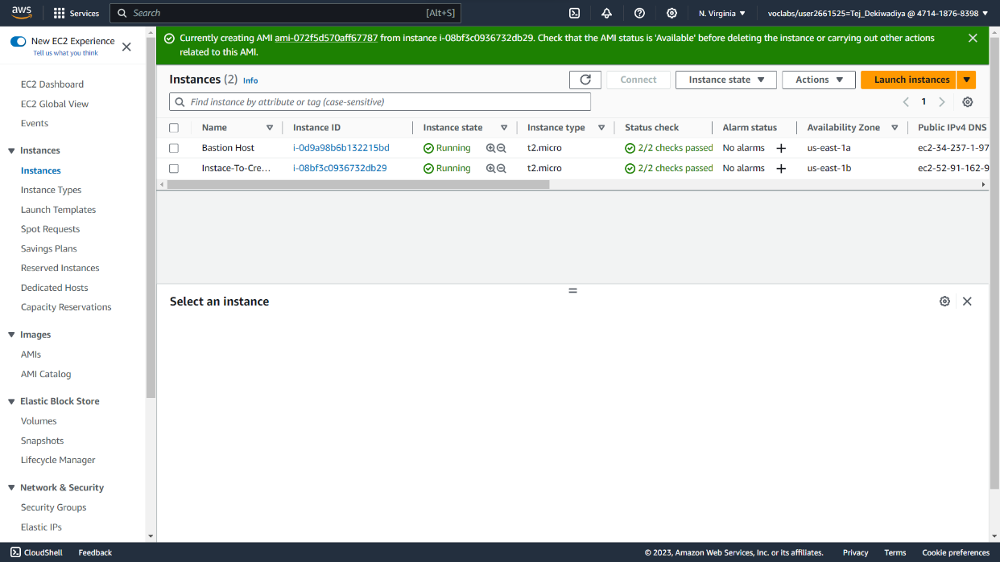 aws
Services
Search
[Alt+S]
N. Virginia
voclabs/user2661525=Tej_Dekiwadiya @ 4714-1876-8398
New EC2 Experience
Tell us what you think
EC2 Dashboard
EC2 Global View
Events
Instances
Instances
Instance Types
Launch Templates
Spot Requests
Savings Plans
Reserved Instances
Dedicated Hosts
Capacity Reservations
Images
AMIs
AMI Catalog
Elastic Block Store
Volumes
Snapshots
Lifecycle Manager
Network & Security
Security Groups
Elastic IPs
Currently creating AMI ami-072f5d570aff67787 from instance i-08bf3c0936732db29. Check that the AMI status is 'Available' before deleting the instance or carrying out other actions
related to this AMI.
Instances (2) Info
Connect
Instance state
Actions
Launch instances
Find instance by attribute or tag (case-sensitive)
1
Name Instance ID Instance state Instance type Status check Alarm status Availability Zone Public IPv4 DNS
Bastion Host i-0d9a98b6b132215bd Running t2.micro 2/2 checks passed No alarms + us-east-1a ec2-34-237-1-97
Instace-To-Cre... i-08bf3c0936732db29 Running t2.micro 2/2 checks passed No alarms + us-east-1b ec2-52-91-162-9
Select an instance
CloudShell
Feedback
© 2023, Amazon Web Services, Inc. or its affiliates.
Privacy
Terms
Cookie preferences